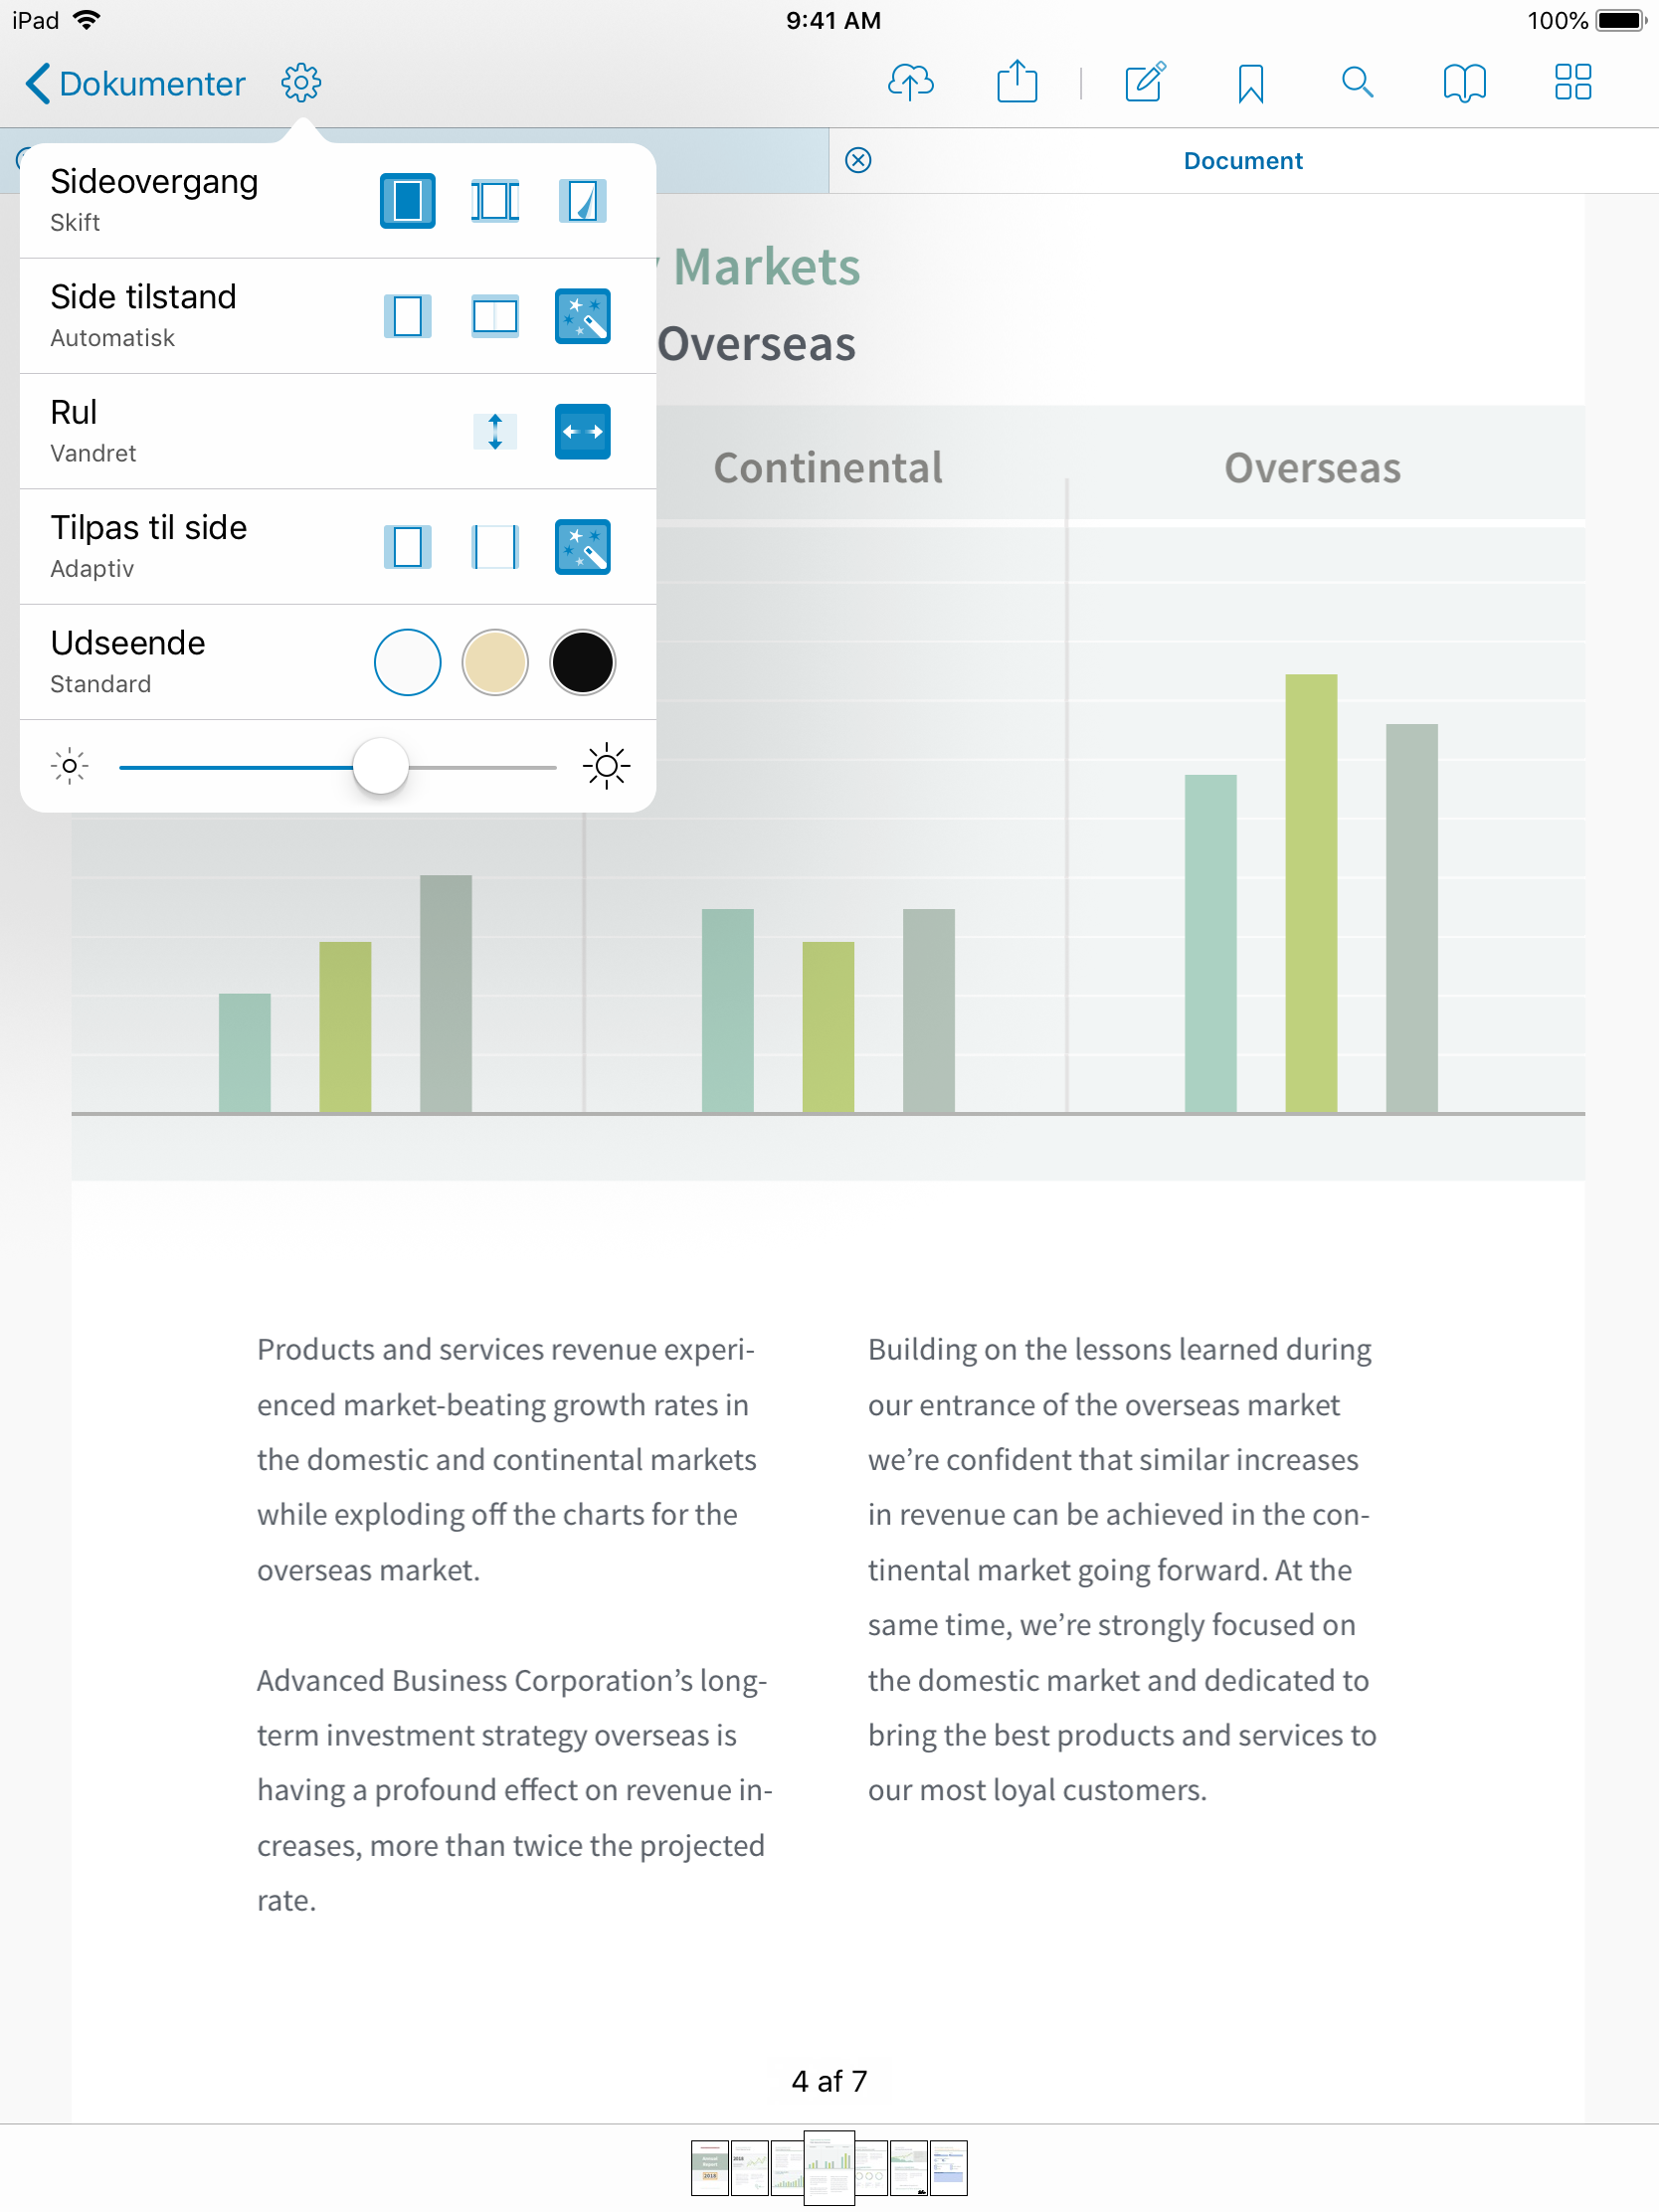 iPad
9:41 AM
100%
Dokumenter
Document
Sideovergang
Skift
Side tilstand
Automatisk
Rul
Vandret
Tilpas til side
Adaptiv
Udseende
Standard
Markets
Overseas
Continental
Overseas
Products and services revenue experi-
enced market-beating growth rates in
the domestic and continental markets
while exploding off the charts for the
overseas market.
Advanced Business Corporation’s long-
term investment strategy overseas is
having a profound effect on revenue in-
creases, more than twice the projected
rate.
Building on the lessons learned during
our entrance of the overseas market
we’re confident that similar increases
in revenue can be achieved in the con-
tinental market going forward. At the
same time, we’re strongly focused on
the domestic market and dedicated to
bring the best products and services to
our most loyal customers.
4 af 7